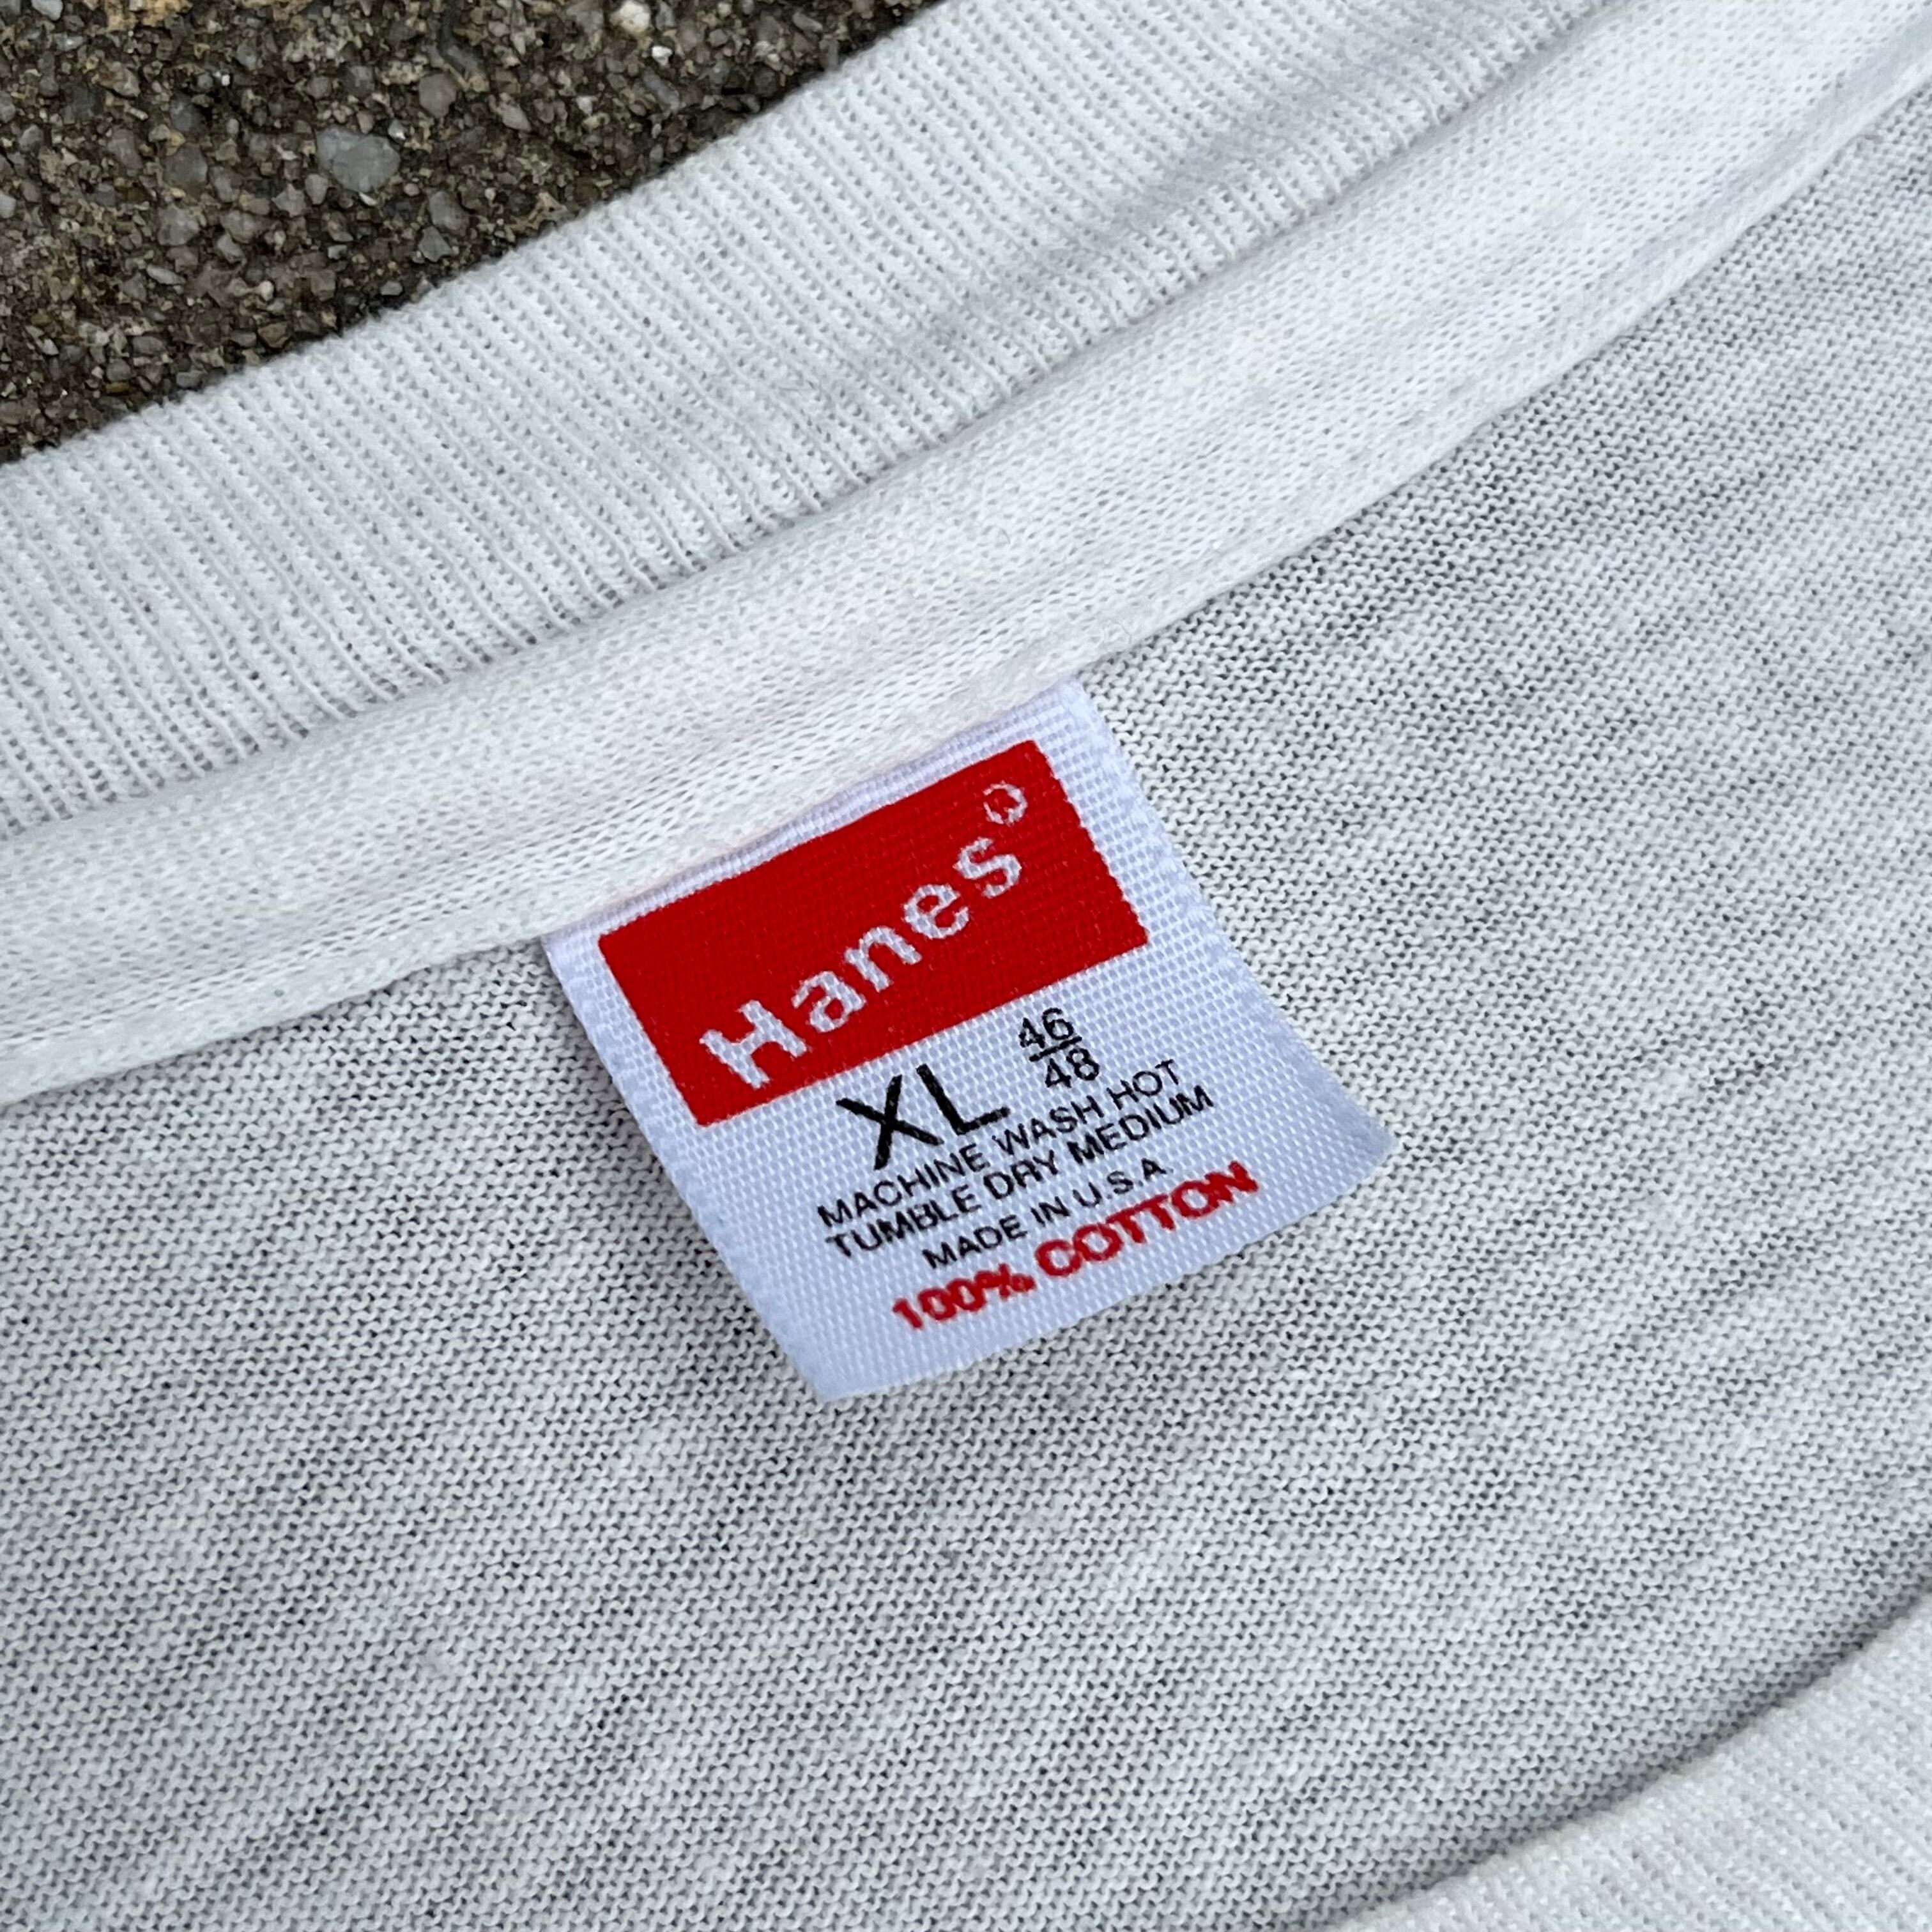 Hanes®
XL 46/48
MACHINE WASH HOT
TUMBLE DRY MEDIUM
MADE IN U.S.A
100% COTTON